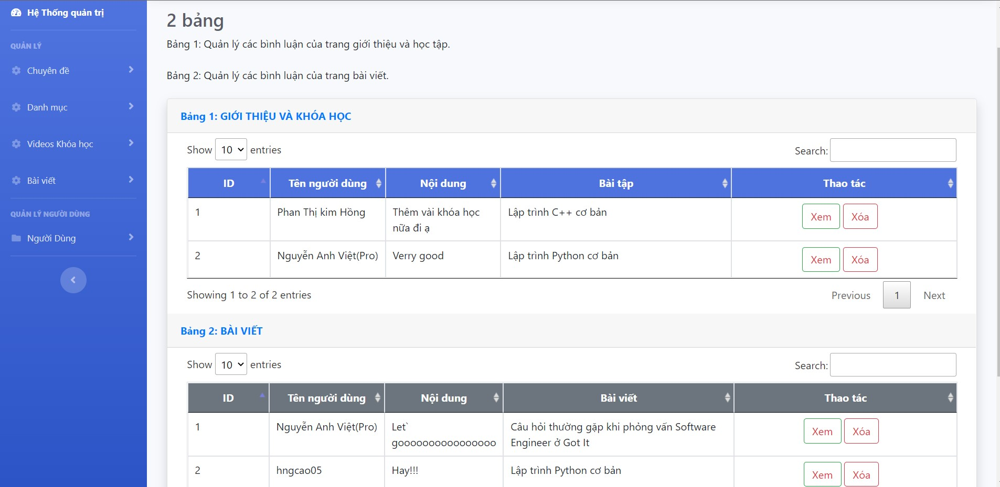 Hệ Thống quản trị
QUẢN LÝ
Chuyên đề
Danh mục
Videos Khóa học
Bài viết
QUẢN LÝ NGƯỜI DÙNG
Người Dùng
2 bảng
Bảng 1: Quản lý các bình luận của trang giới thiệu và học tập.
Bảng 2: Quản lý các bình luận của trang bài viết.
Bảng 1: GIỚI THIỆU VÀ KHÓA HỌC
Show 10 entries Search:
ID Tên người dùng Nội dung Bài tập Thao tác
1 Phan Thị kim Hồng Thêm vài khóa học Lập trình C++ cơ bản Xem Xóa
nữa đi ạ
2 Nguyễn Anh Việt(Pro) Verry good Lập trình Python cơ bản Xem Xóa
Showing 1 to 2 of 2 entries Previous 1 Next
Bảng 2: BÀI VIẾT
Show 10 entries Search:
ID Tên người dùng Nội dung Bài viết Thao tác
1 Nguyễn Anh Việt(Pro) Let` Câu hỏi thường gặp khi phỏng vấn Software Xem Xóa
goooooooooooooooo Engineer ở Got It
2 hngcao05 Hay!!! Lập trình Python cơ bản Xem Xóa